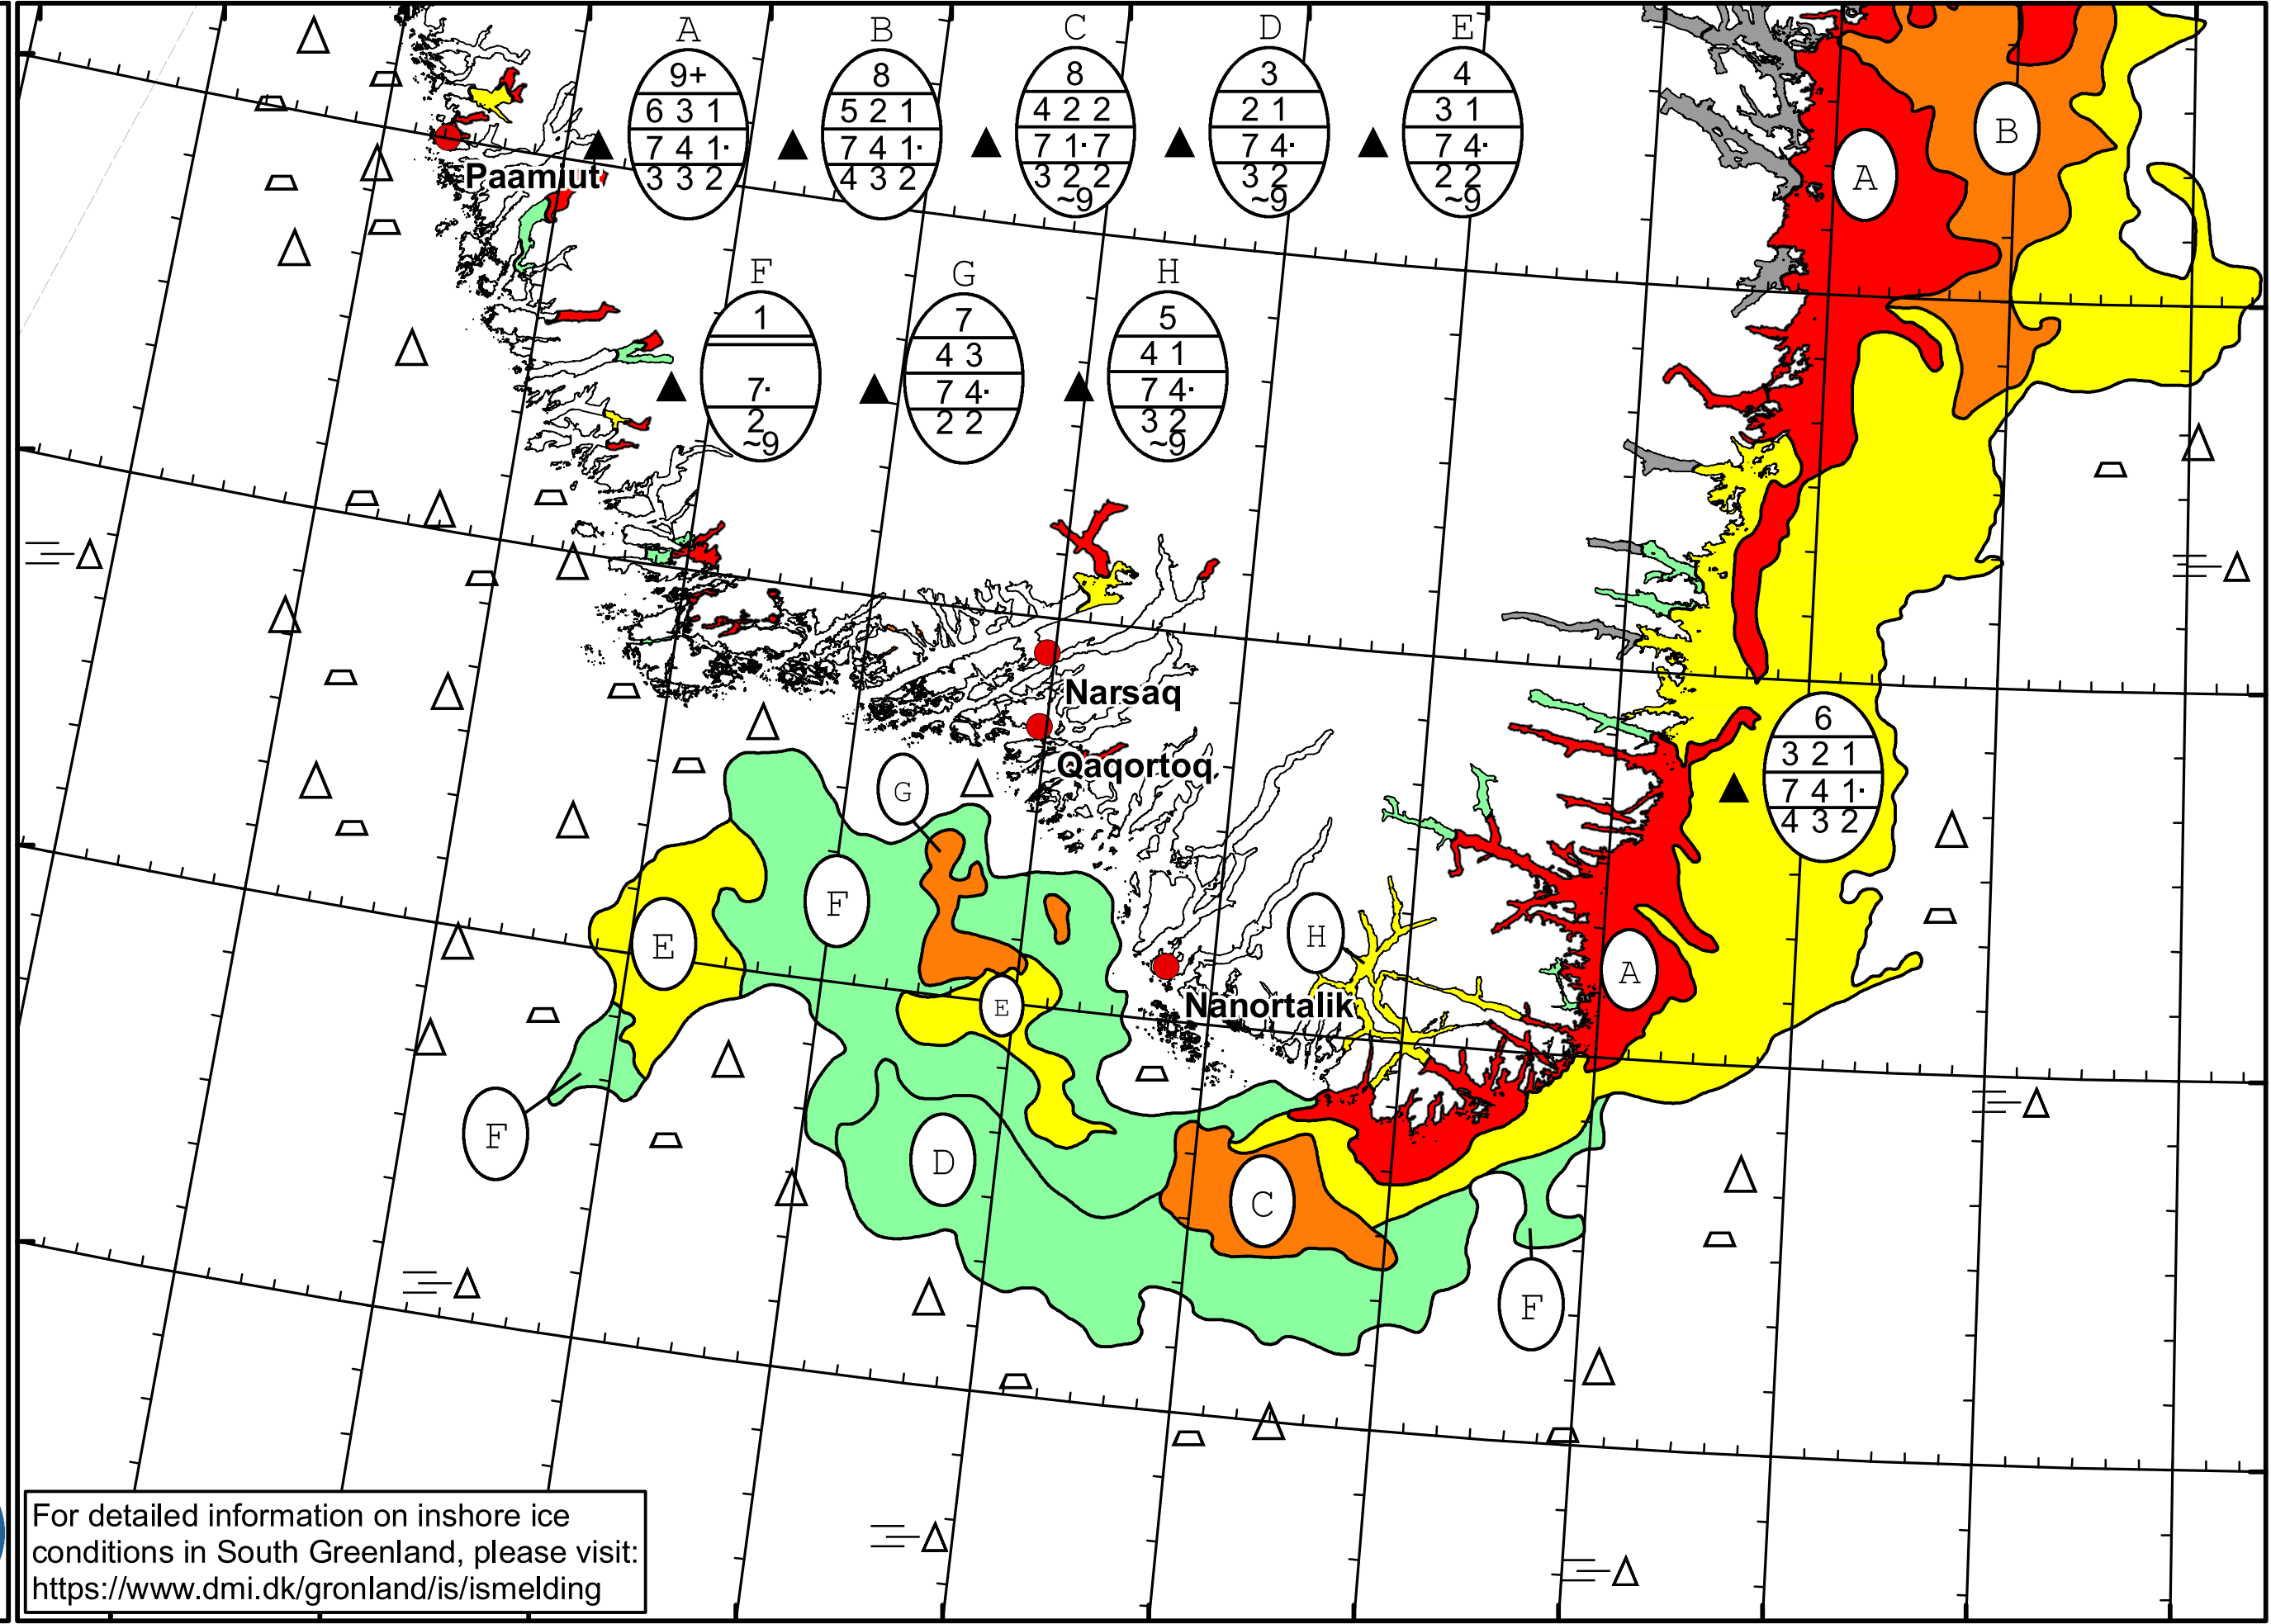 A B C D E
9+ 8 8 3 4
6 3 1 5 2 1 4 2 2 2 1 3 1
7 4 1· 7 4 1· 7 1·7 7 4· 7 4·
3 3 2 4 3 2 3 2 2 3 2 2 2
~9 ~9 ~9
B
A
Paamiut
F G H
1 7 5
4 3 4 1
7· 7 4· 7 4·
2 2 2 3 2
~9 ~9
Narsaq
6
3 2 1
7 4 1·
4 3 2
Qaqortoq
G
F
H
E
A
E
Nanortalik
F
D
C
F
For detailed information on inshore ice
conditions in South Greenland, please visit:
https://www.dmi.dk/gronland/is/ismelding